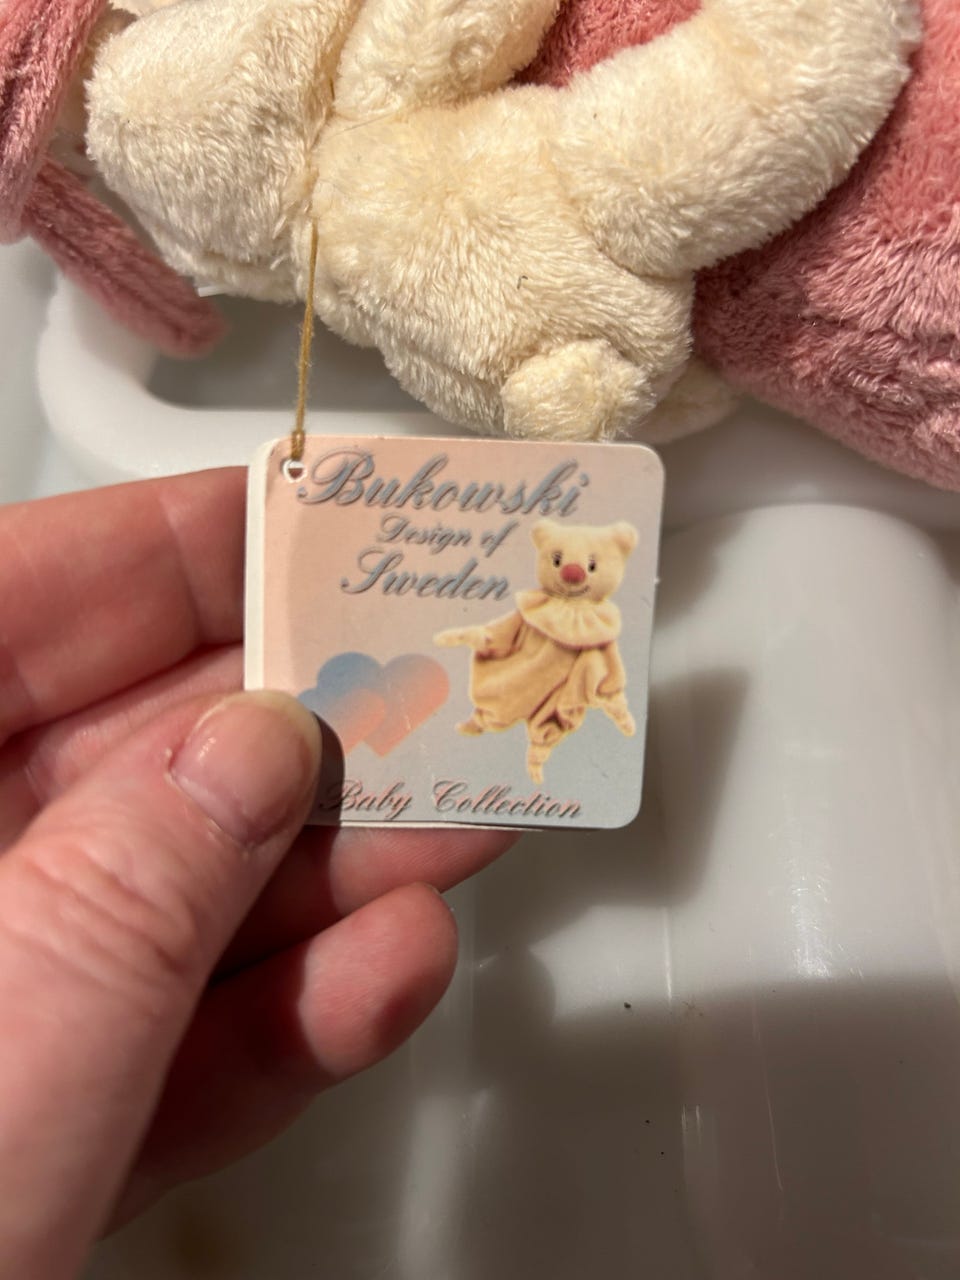 Bukowski
Design of
Sweden
Baby Collection